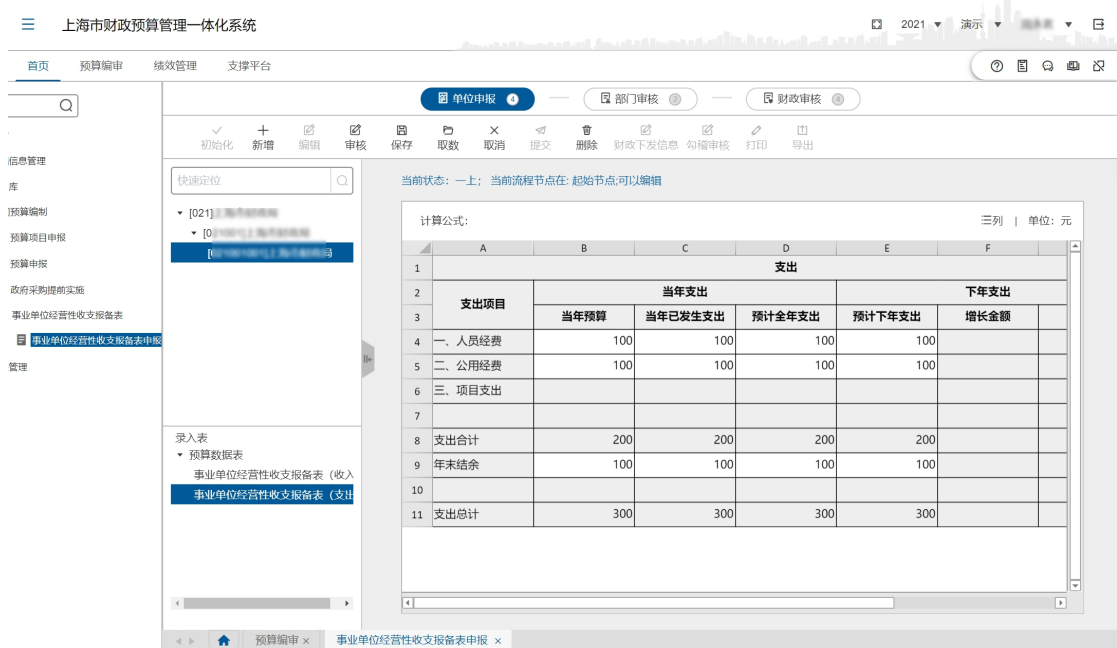 上海市财政预算管理一体化系统
2021 演示
首页 预算编审 绩效管理 支撑平台
单位申报 4 部门审核 2 财政审核 4
初始化 新增 编辑 审核 保存 取数 取消 提交 删除 财政下发信息 勾稽审核 打印 导出
信息管理
库
预算编制
预算项目申报
预算申报
政府采购提前实施
事业单位经营性收支报备表
事业单位经营性收支报备表申报
管理
快速定位
[021]
录入表
预算数据表
事业单位经营性收支报备表（收入
事业单位经营性收支报备表（支出
当前状态：一上; 当前流程节点在: 起始节点;可以编辑
计算公式: 三列 | 单位: 元
A B C D E F
1 支出
2 支出项目 当年支出 下年支出
3 当年预算 当年已发生支出 预计全年支出 预计下年支出 增长金额
4 一、人员经费 100 100 100 100
5 二、公用经费 100 100 100 100
6 三、项目支出
7
8 支出合计 200 200 200 200
9 年末结余 100 100 100 100
10
11 支出总计 300 300 300 300
预算编审 × 事业单位经营性收支报备表申报 ×